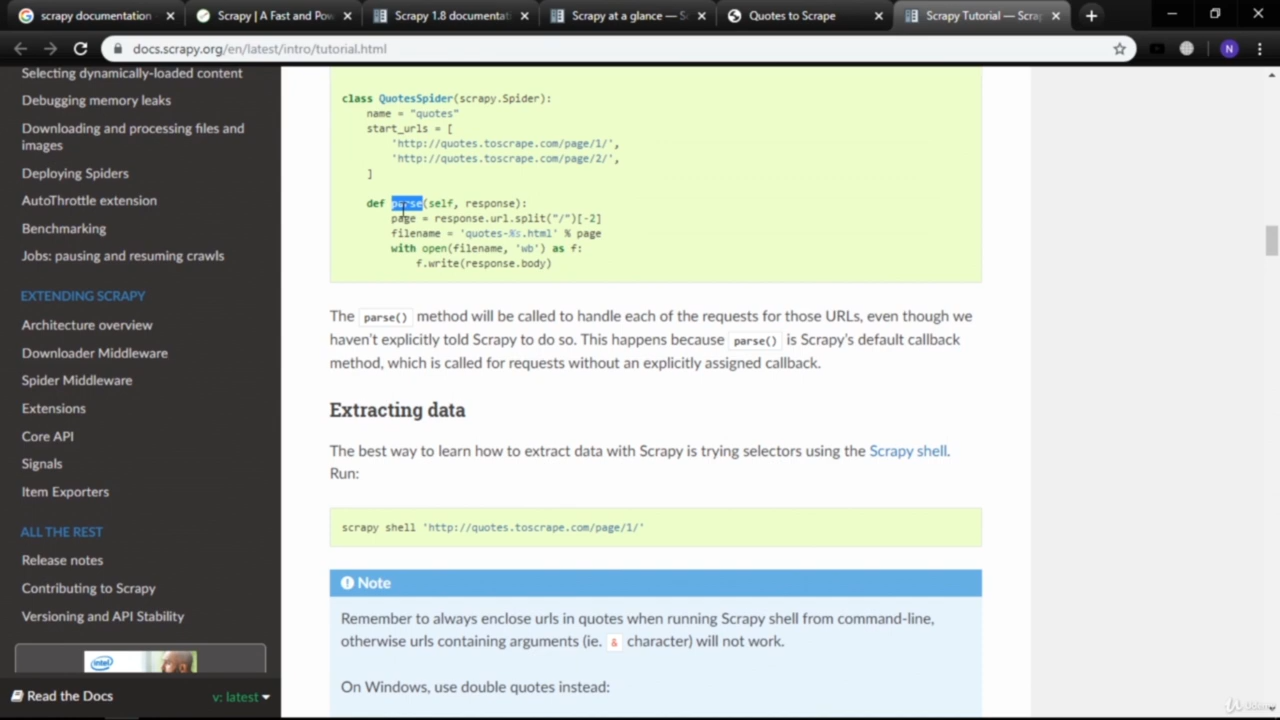 scrapy documentation
Scrapy | A Fast and Pow
Scrapy 1.8 documentati
Scrapy at a glance — Sc
Quotes to Scrape
Scrapy Tutorial — Scrap
docs.scrapy.org/en/latest/intro/tutorial.html
N
Selecting dynamically-loaded content
Debugging memory leaks
Downloading and processing files and
images
Deploying Spiders
AutoThrottle extension
Benchmarking
Jobs: pausing and resuming crawls
EXTENDING SCRAPY
Architecture overview
Downloader Middleware
Spider Middleware
Extensions
Core API
Signals
Item Exporters
ALL THE REST
Release notes
Contributing to Scrapy
Versioning and API Stability
intel
Read the Docs
v: latest
class QuotesSpider(scrapy.Spider):
name = "quotes"
start_urls = [
'http://quotes.toscrape.com/page/1/',
'http://quotes.toscrape.com/page/2/',
]
def parse(self, response):
page = response.url.split("/")[-2]
filename = 'quotes-%s.html' % page
with open(filename, 'wb') as f:
f.write(response.body)
The parse() method will be called to handle each of the requests for those URLs, even though we
haven't explicitly told Scrapy to do so. This happens because parse() is Scrapy's default callback
method, which is called for requests without an explicitly assigned callback.
Extracting data
The best way to learn how to extract data with Scrapy is trying selectors using the Scrapy shell.
Run:
scrapy shell 'http://quotes.toscrape.com/page/1/'
Note
Remember to always enclose urls in quotes when running Scrapy shell from command-line,
otherwise urls containing arguments (ie. & character) will not work.
On Windows, use double quotes instead: